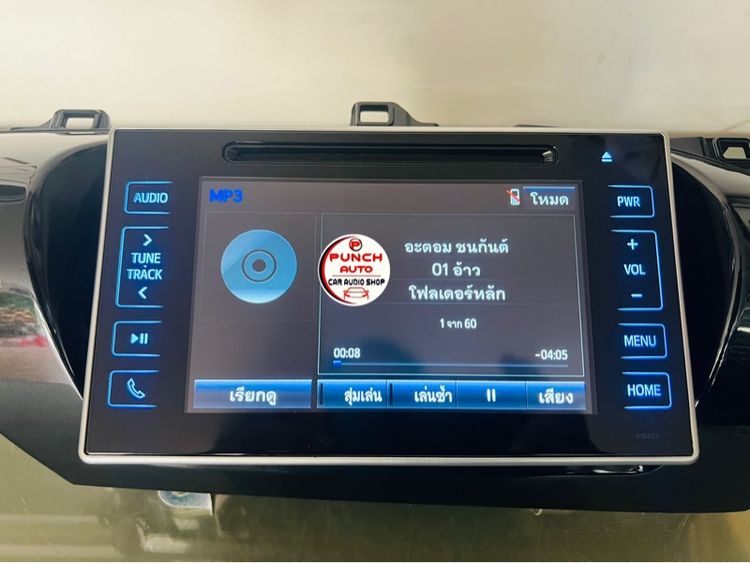 AUDIO
TUNE
TRACK
MP3
โหมด
PWR
P
PUNCH
AUTO
CAR AUDIO SHOP
อะตอม ชนกันต์
01 อ้าว
โฟลเดอร์หลัก
1 จาก 60
00:08
-04:05
+
VOL
-
MENU
HOME
เรียกดู
สุ่มเล่น
เล่นซ้ำ
เสียง